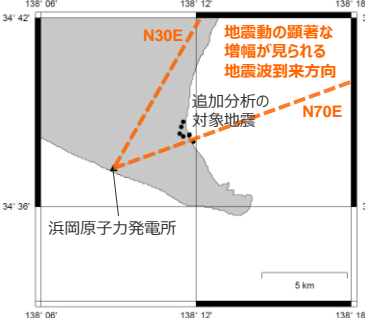 138° 06'
138° 12'
138° 18'
34° 42'
N30E
地震動の顕著な
増幅が見られる
地震波到来方向
追加分析の
対象地震
N70E
34° 36'
浜岡原子力発電所
5 km
138° 06'
138° 12'
138° 18'